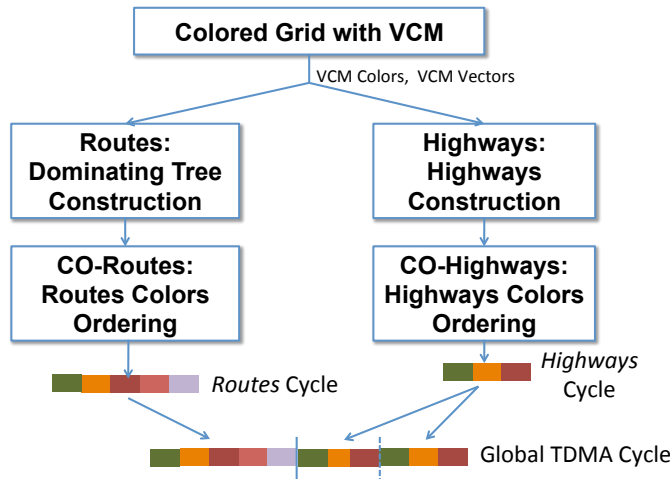 Colored Grid with VCM
VCM Colors, VCM Vectors
Routes:
Dominating Tree
Construction
Highways:
Highways
Construction
CO-Routes:
Routes Colors
Ordering
CO-Highways:
Highways Colors
Ordering
Routes Cycle
Highways
Cycle
Global TDMA Cycle